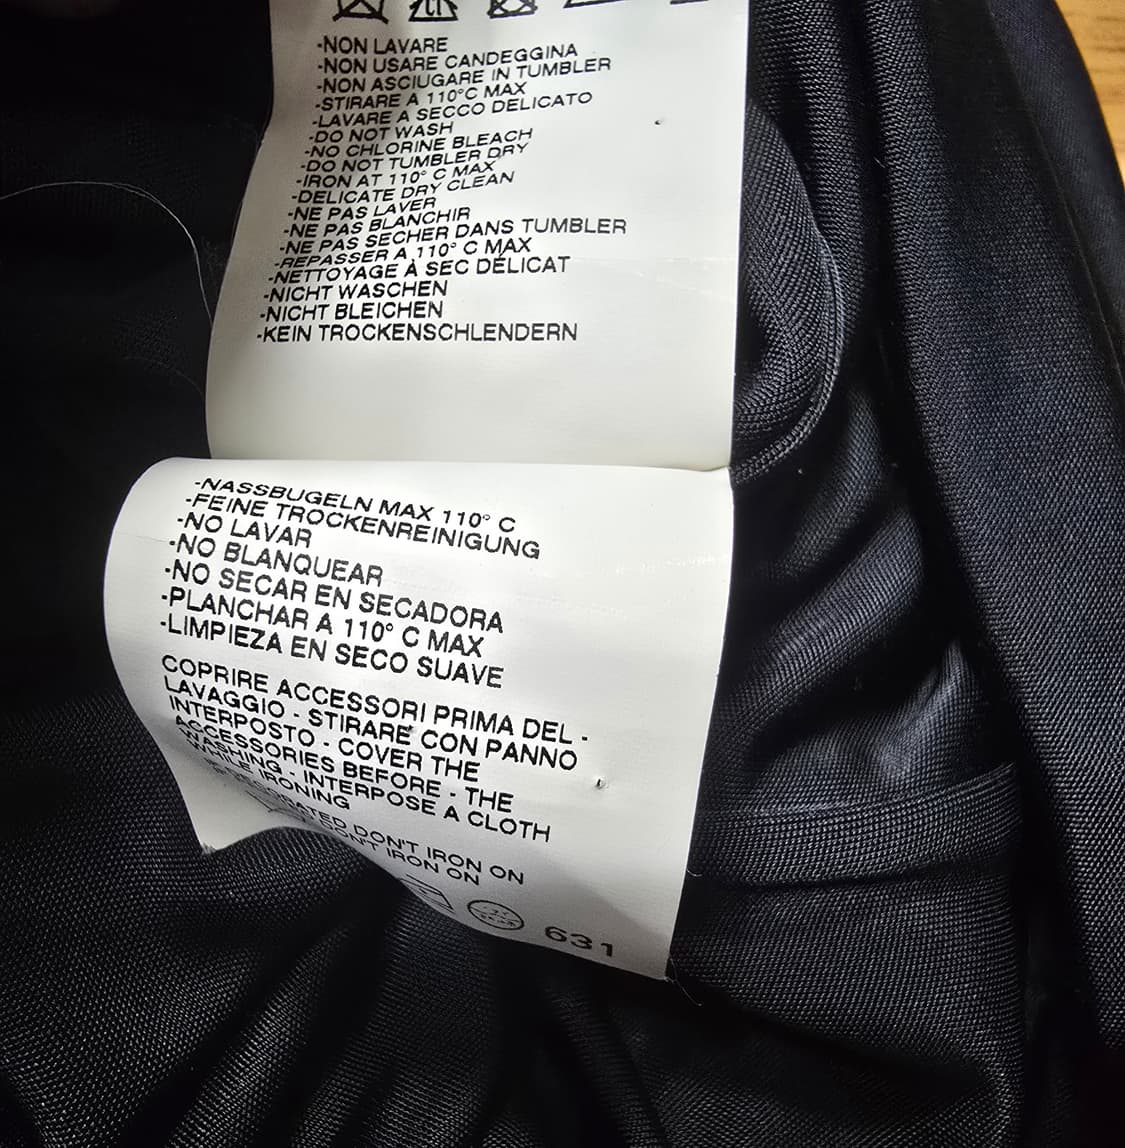 -NON LAVARE
-NON USARE CANDEGGINA
-NON ASCIUGARE IN TUMBLER
-STIRARE A 110°C MAX
-LAVARE A SECCO DELICATO
-DO NOT WASH
-NO CHLORINE BLEACH
-DO NOT TUMBLER DRY
-IRON AT 110° C MAX
-DELICATE DRY CLEAN
-NE PAS LAVER
-NE PAS BLANCHIR
-NE PAS SECHER DANS TUMBLER
-REPASSER A 110° C MAX
-NETTOYAGE À SEC DÉLICAT
-NICHT WASCHEN
-NICHT BLEICHEN
-KEIN TROCKENSCHLENDERN
-NASSBUGELN MAX 110° C
-FEINE TROCKENREINIGUNG
-NO LAVAR
-NO BLANQUEAR
-NO SECAR EN SECADORA
-PLANCHAR A 110° C MAX
-LIMPIEZA EN SECO SUAVE
COPRIRE ACCESSORI PRIMA DEL -
LAVAGGIO - STIRARE CON PANNO
INTERPOSTO - COVER THE
ACCESSORIES BEFORE - THE
WASHING - INTERPOSE A CLOTH
WHILE IRONING
DON'T IRON ON
DON'T IRON ON
631